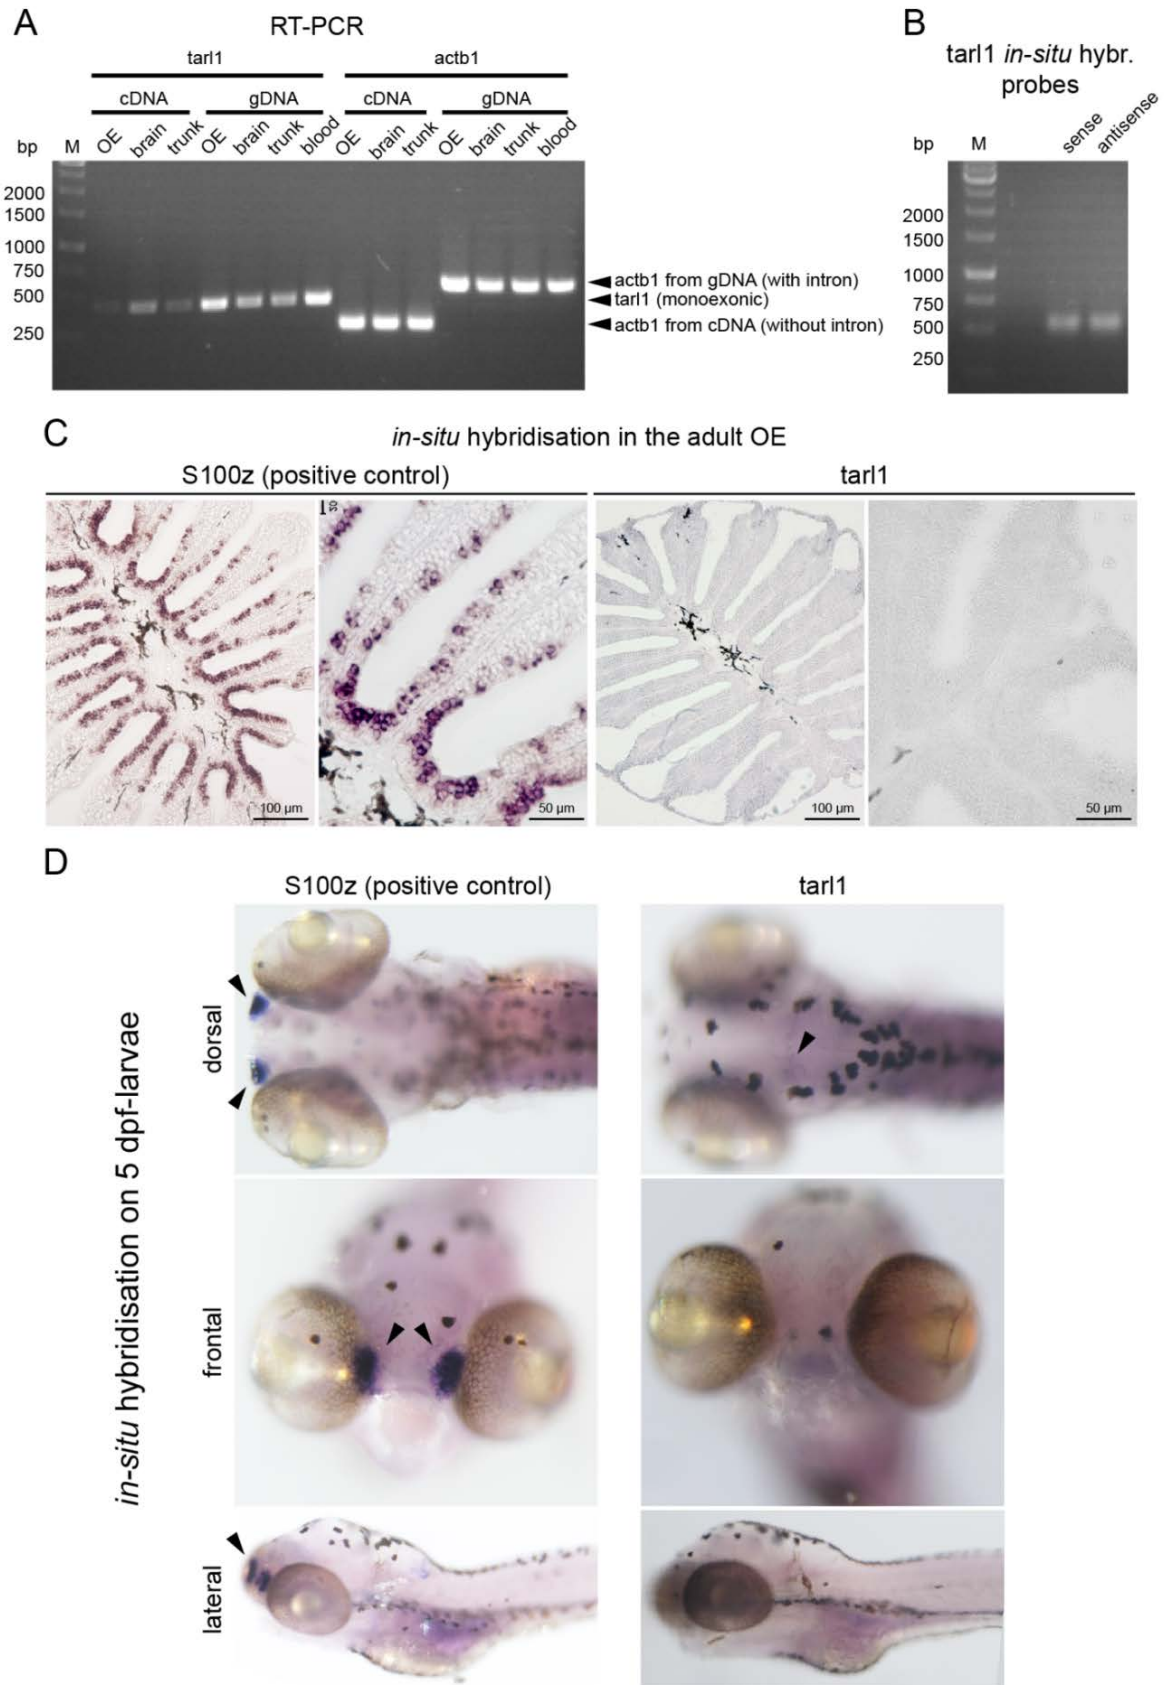 A
RT-PCR
tarl1
actb1
cDNA
gDNA
cDNA
gDNA
bp
M
OE
brain
trunk
OE
brain
trunk
blood
OE
brain
trunk
OE
brain
trunk
blood
2000
1500
1000
750
500
250
actb1 from gDNA (with intron)
tarl1 (monoexonic)
actb1 from cDNA (without intron)
B
tarl1 in-situ hybr.
probes
bp
M
sense
antisense
2000
1500
1000
750
500
250
C
in-situ hybridisation in the adult OE
S100z (positive control)
tarl1
100 µm
50 µm
100 µm
50 µm
D
S100z (positive control)
tarl1
in-situ hybridisation on 5 dpf-larvae
dorsal
frontal
lateral